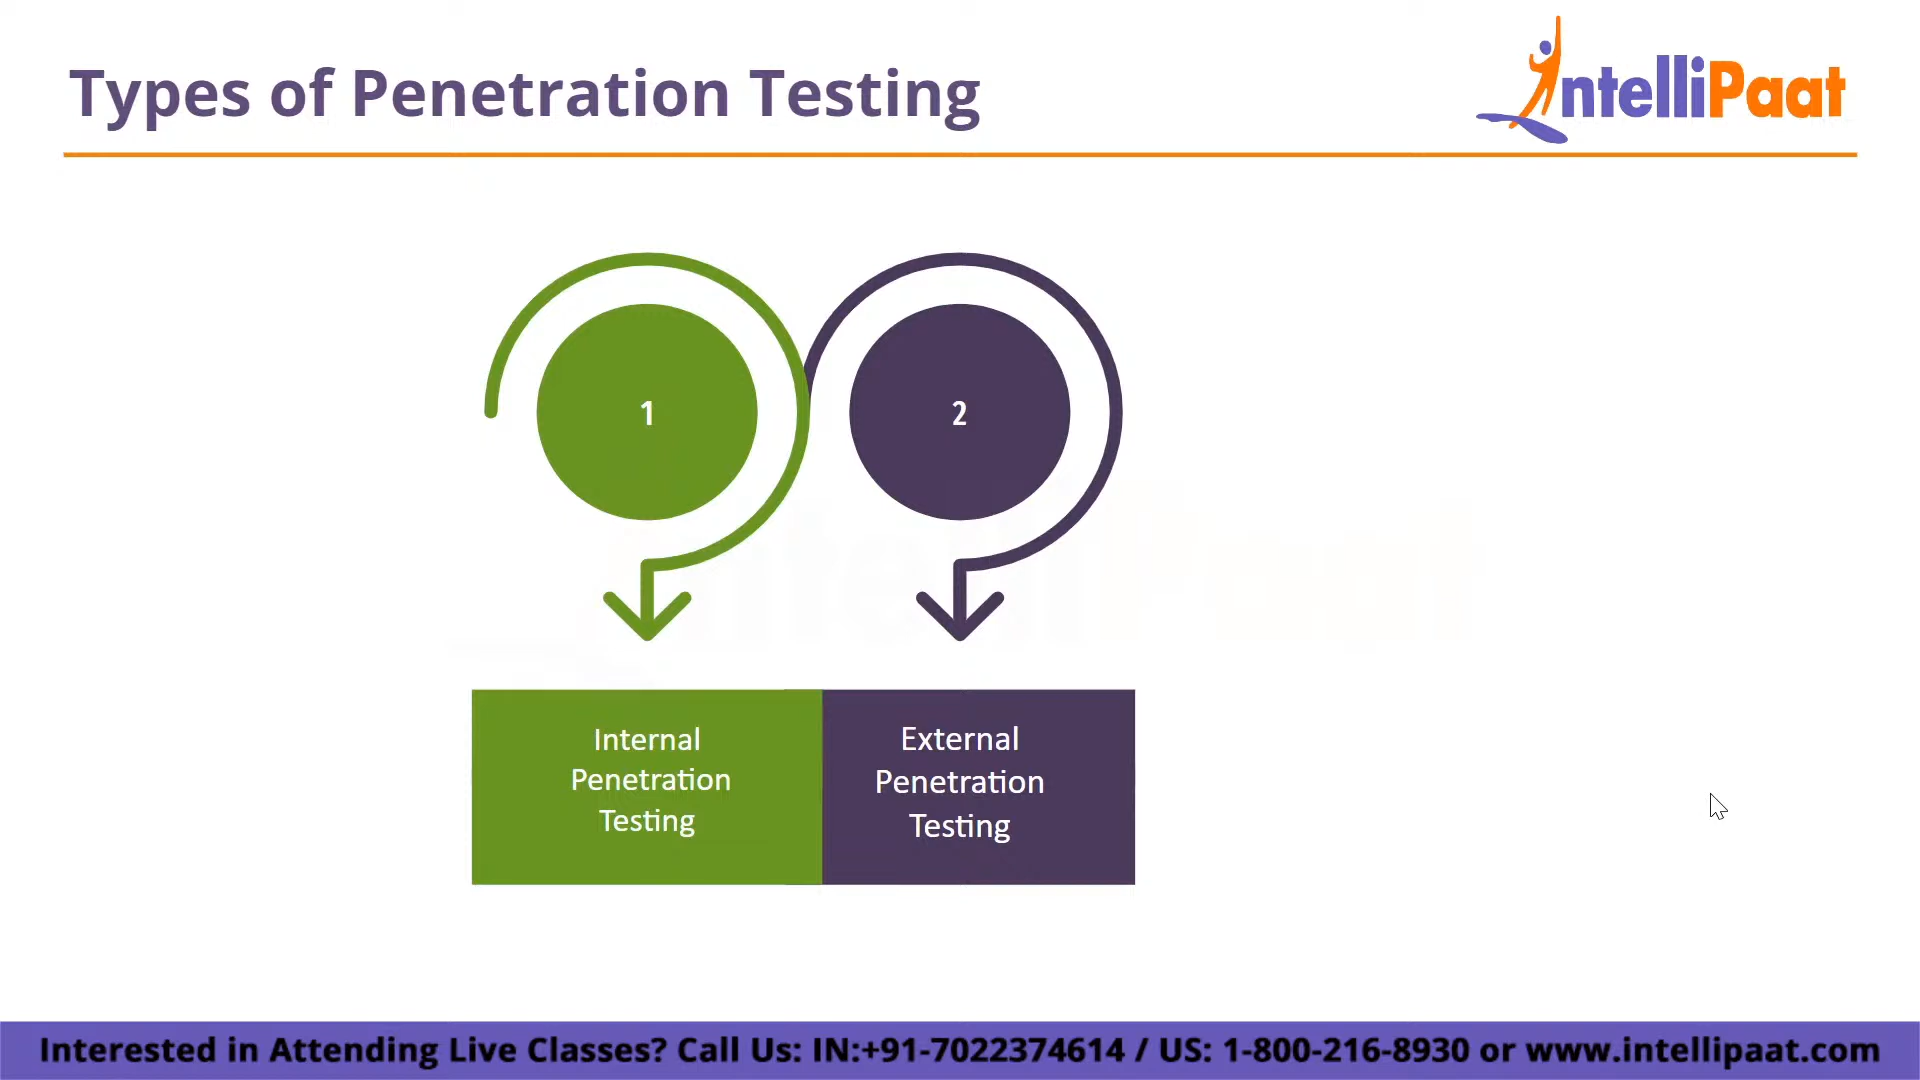 Types of Penetration Testing
IntelliPaat
1
2
Internal
Penetration
Testing
External
Penetration
Testing
Interested in Attending Live Classes? Call Us: IN:+91-7022374614 / US: 1-800-216-8930 or www.intellipaat.com